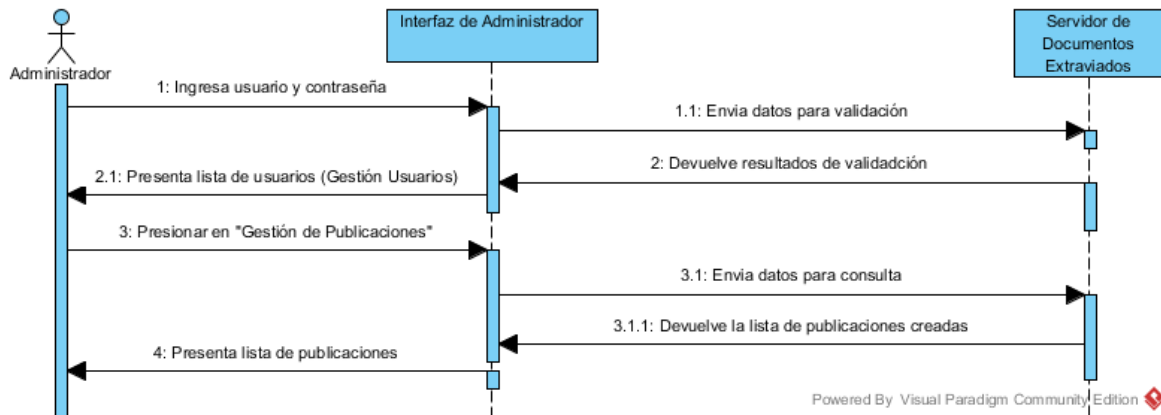 Interfaz de Administrador
Servidor de
Documentos
Extraviados
Administrador
1: Ingresa usuario y contraseña
1.1: Envia datos para validación
2: Devuelve resultados de validadción
2.1: Presenta lista de usuarios (Gestión Usuarios)
3: Presionar en "Gestión de Publicaciones"
3.1: Envia datos para consulta
3.1.1: Devuelve la lista de publicaciones creadas
4: Presenta lista de publicaciones
Powered By Visual Paradigm Community Edition